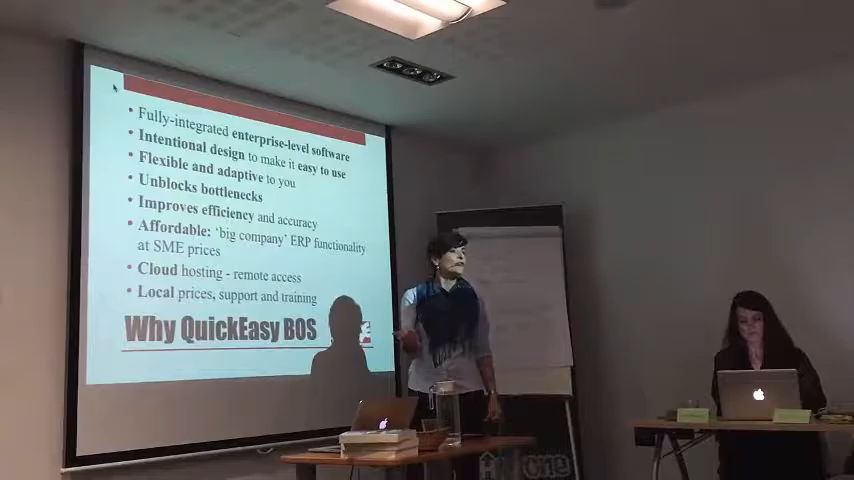 • Fully-integrated enterprise-level software
• Intentional design to make it easy to use
• Flexible and adaptive to you
• Unblocks bottlenecks
• Improves efficiency and accuracy
• Affordable: 'big company' ERP functionality
at SME prices
• Cloud hosting - remote access
• Local prices, support and training
Why QuickEasy BOS